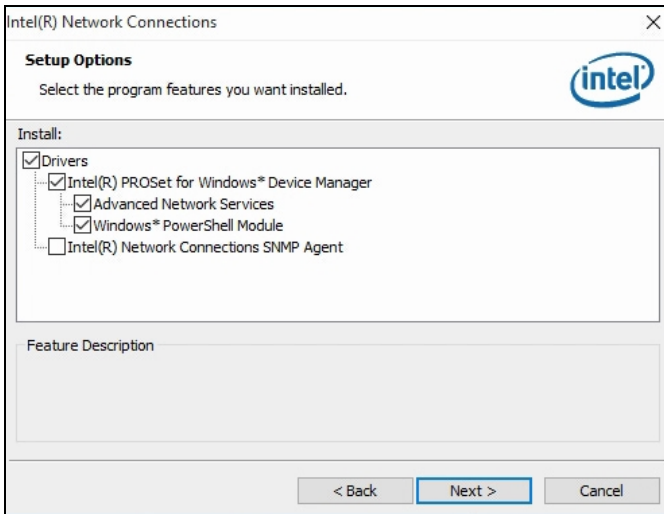 Intel(R) Network Connections
Setup Options
Select the program features you want installed.
intel
Install:
Drivers
Intel(R) PROSet for Windows* Device Manager
Advanced Network Services
Windows* PowerShell Module
Intel(R) Network Connections SNMP Agent
Feature Description
< Back Next > Cancel